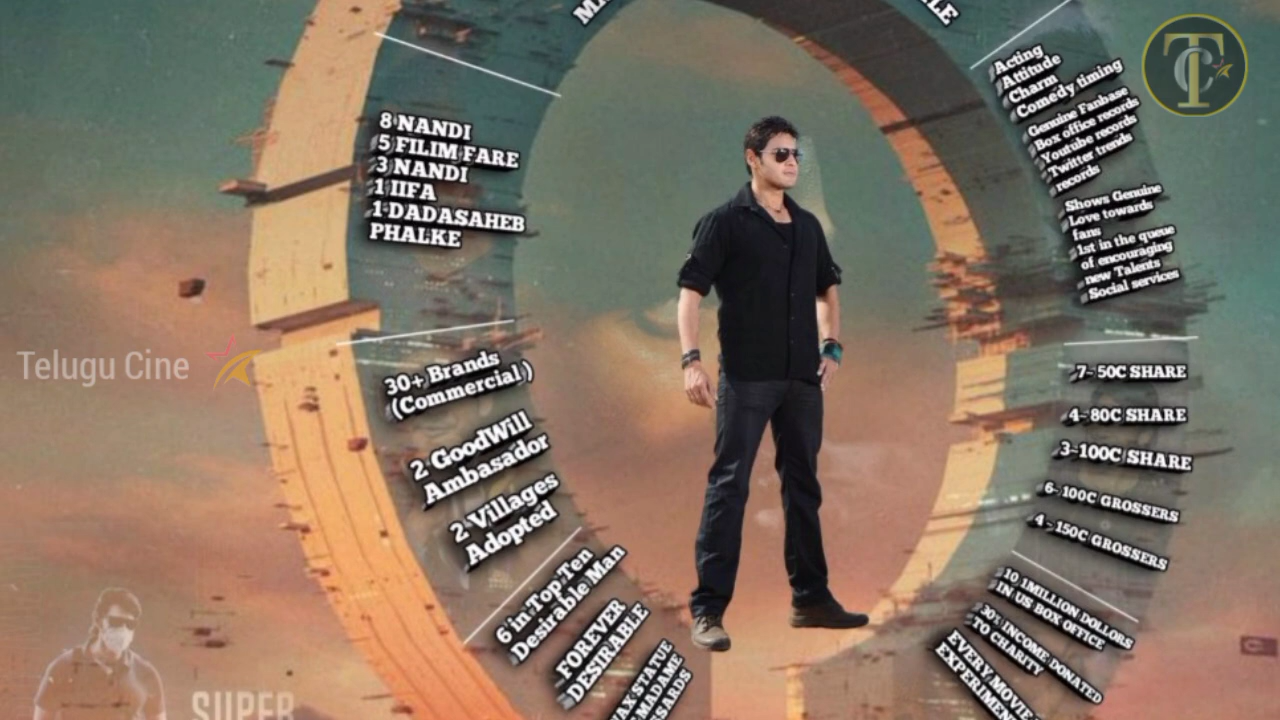 8 NANDI
5 FILIM FARE
3 NANDI
1 IIFA
1 DADASAHEB
PHALKE
30+ Brands
(Commercial)
2 GoodWill
Ambasador
2 Villages
Adopted
6 in Top Ten
Desirable Man
FOREVER
DESIRABLE
STATUE
MADAME
Acting
Attitude
Charm
Comedy timing
Genuine Fanbase
Box office records
Youtube records
Twitter trends
records
Shows Genuine
Love towards
fans
1st in the queue
of encouraging
new Talents
Social services
7- 50C SHARE
4- 80C SHARE
3-100C SHARE
6- 100C GROSSERS
4 - 150C GROSSERS
10 1MILLION DOLLORS
IN US BOX OFFICE
30% INCOME DONATED
TO CHARITY
EVERY MOVIE
Telugu Cine
SUPER
TC